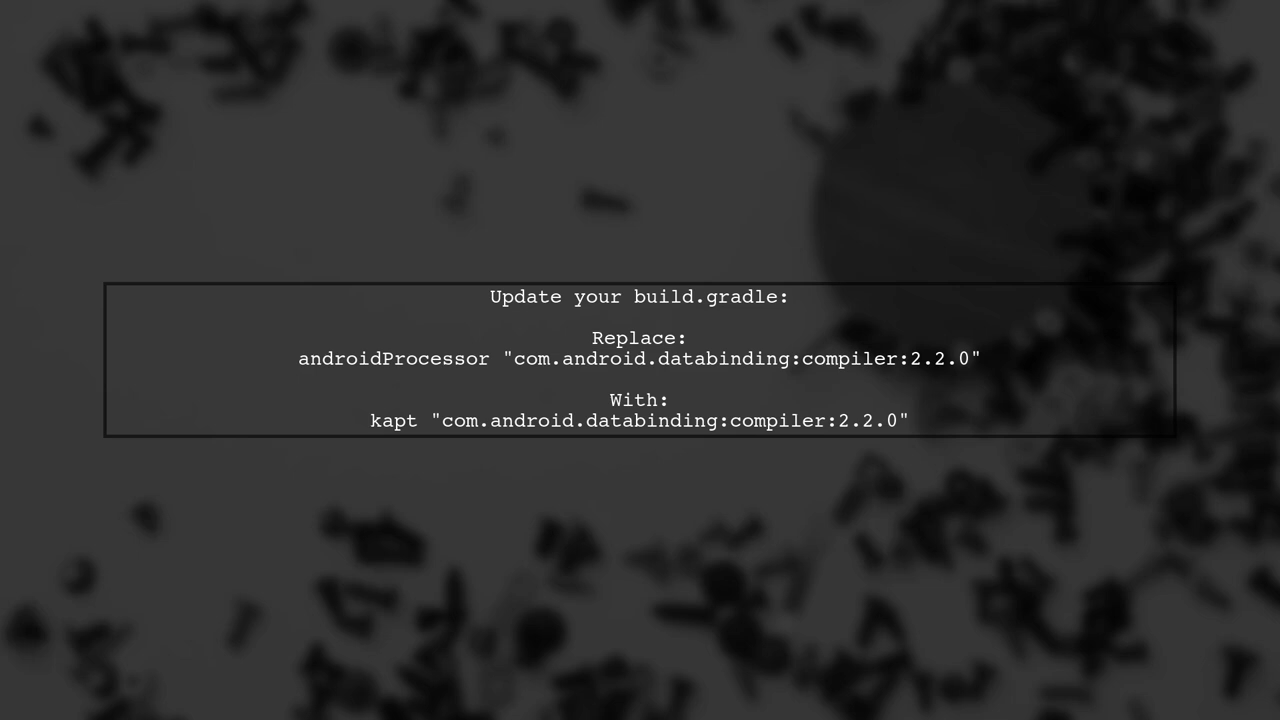 Update your build.gradle:
Replace:
androidProcessor "com.android.databinding:compiler:2.2.0"
With:
kapt "com.android.databinding:compiler:2.2.0"